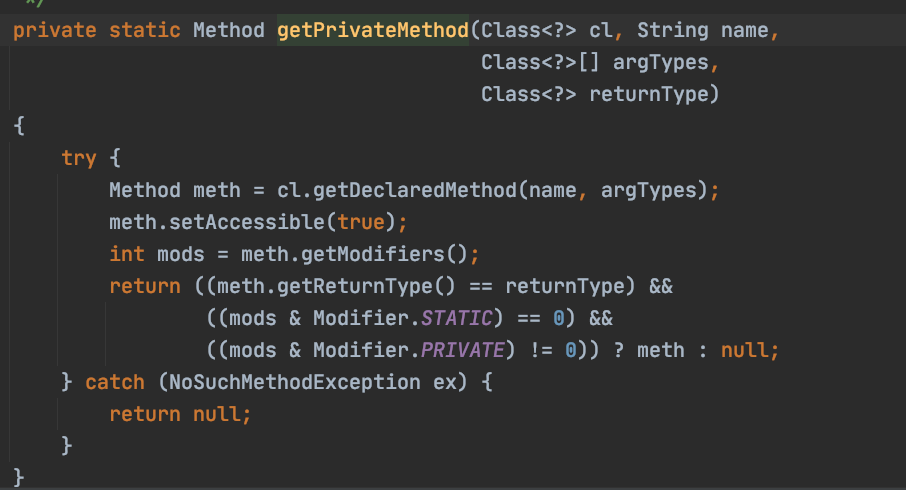 */
private static Method getPrivateMethod(Class<?> cl, String name,
                                       Class<?>[] argTypes,
                                       Class<?> returnType)
{
    try {
        Method meth = cl.getDeclaredMethod(name, argTypes);
        meth.setAccessible(true);
        int mods = meth.getModifiers();
        return ((meth.getReturnType() == returnType) &&
                ((mods & Modifier.STATIC) == 0) &&
                ((mods & Modifier.PRIVATE) != 0)) ? meth : null;
    } catch (NoSuchMethodException ex) {
        return null;
    }
}